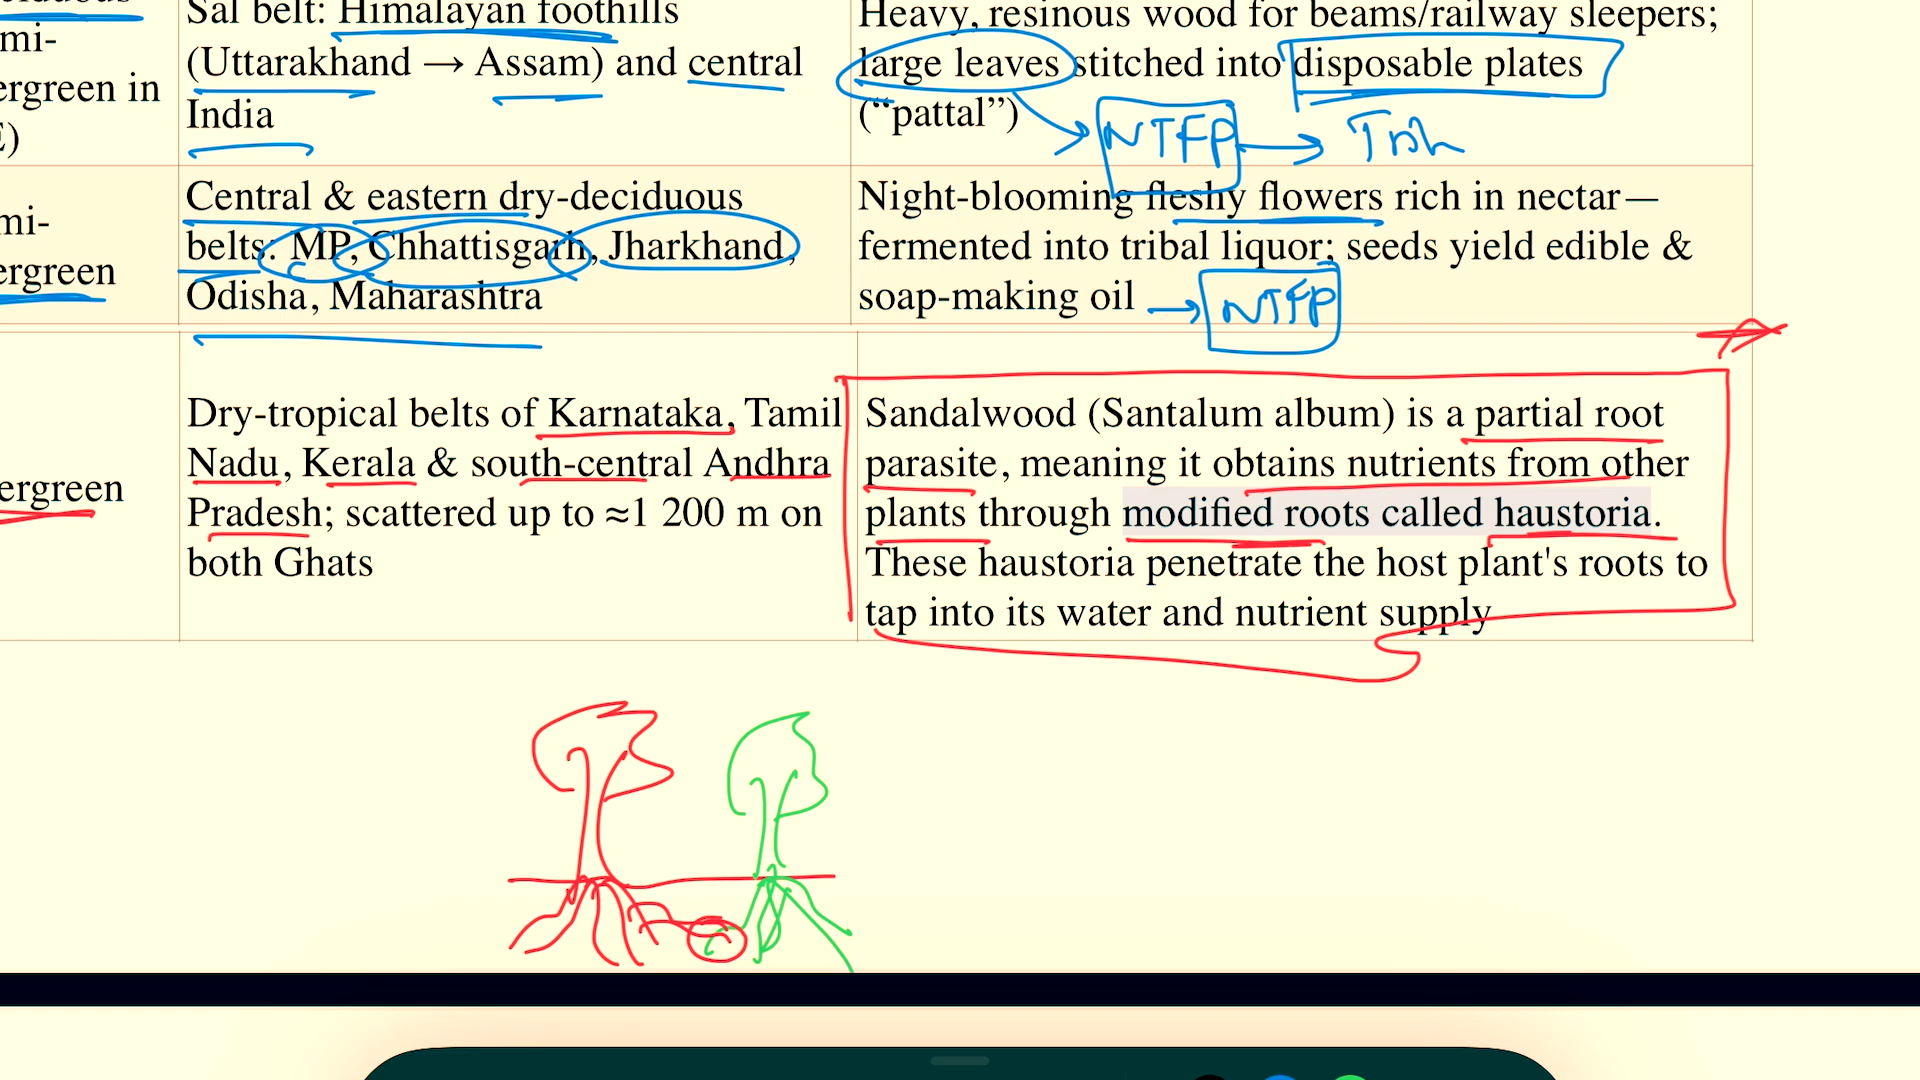 ciduous
mi-
ergreen in
E)
Sal belt: Himalayan foothills
(Uttarakhand → Assam) and central
India
Heavy, resinous wood for beams/railway sleepers;
large leaves stitched into disposable plates
(“pattal”)
NTFP
mi-
ergreen
Central & eastern dry-deciduous
belts: MP, Chhattisgarh, Jharkhand,
Odisha, Maharashtra
Night-blooming fleshy flowers rich in nectar—
fermented into tribal liquor; seeds yield edible &
soap-making oil
NTFP
ergreen
Dry-tropical belts of Karnataka, Tamil
Nadu, Kerala & south-central Andhra
Pradesh; scattered up to ≈1 200 m on
both Ghats
Sandalwood (Santalum album) is a partial root
parasite, meaning it obtains nutrients from other
plants through modified roots called haustoria.
These haustoria penetrate the host plant's roots to
tap into its water and nutrient supply